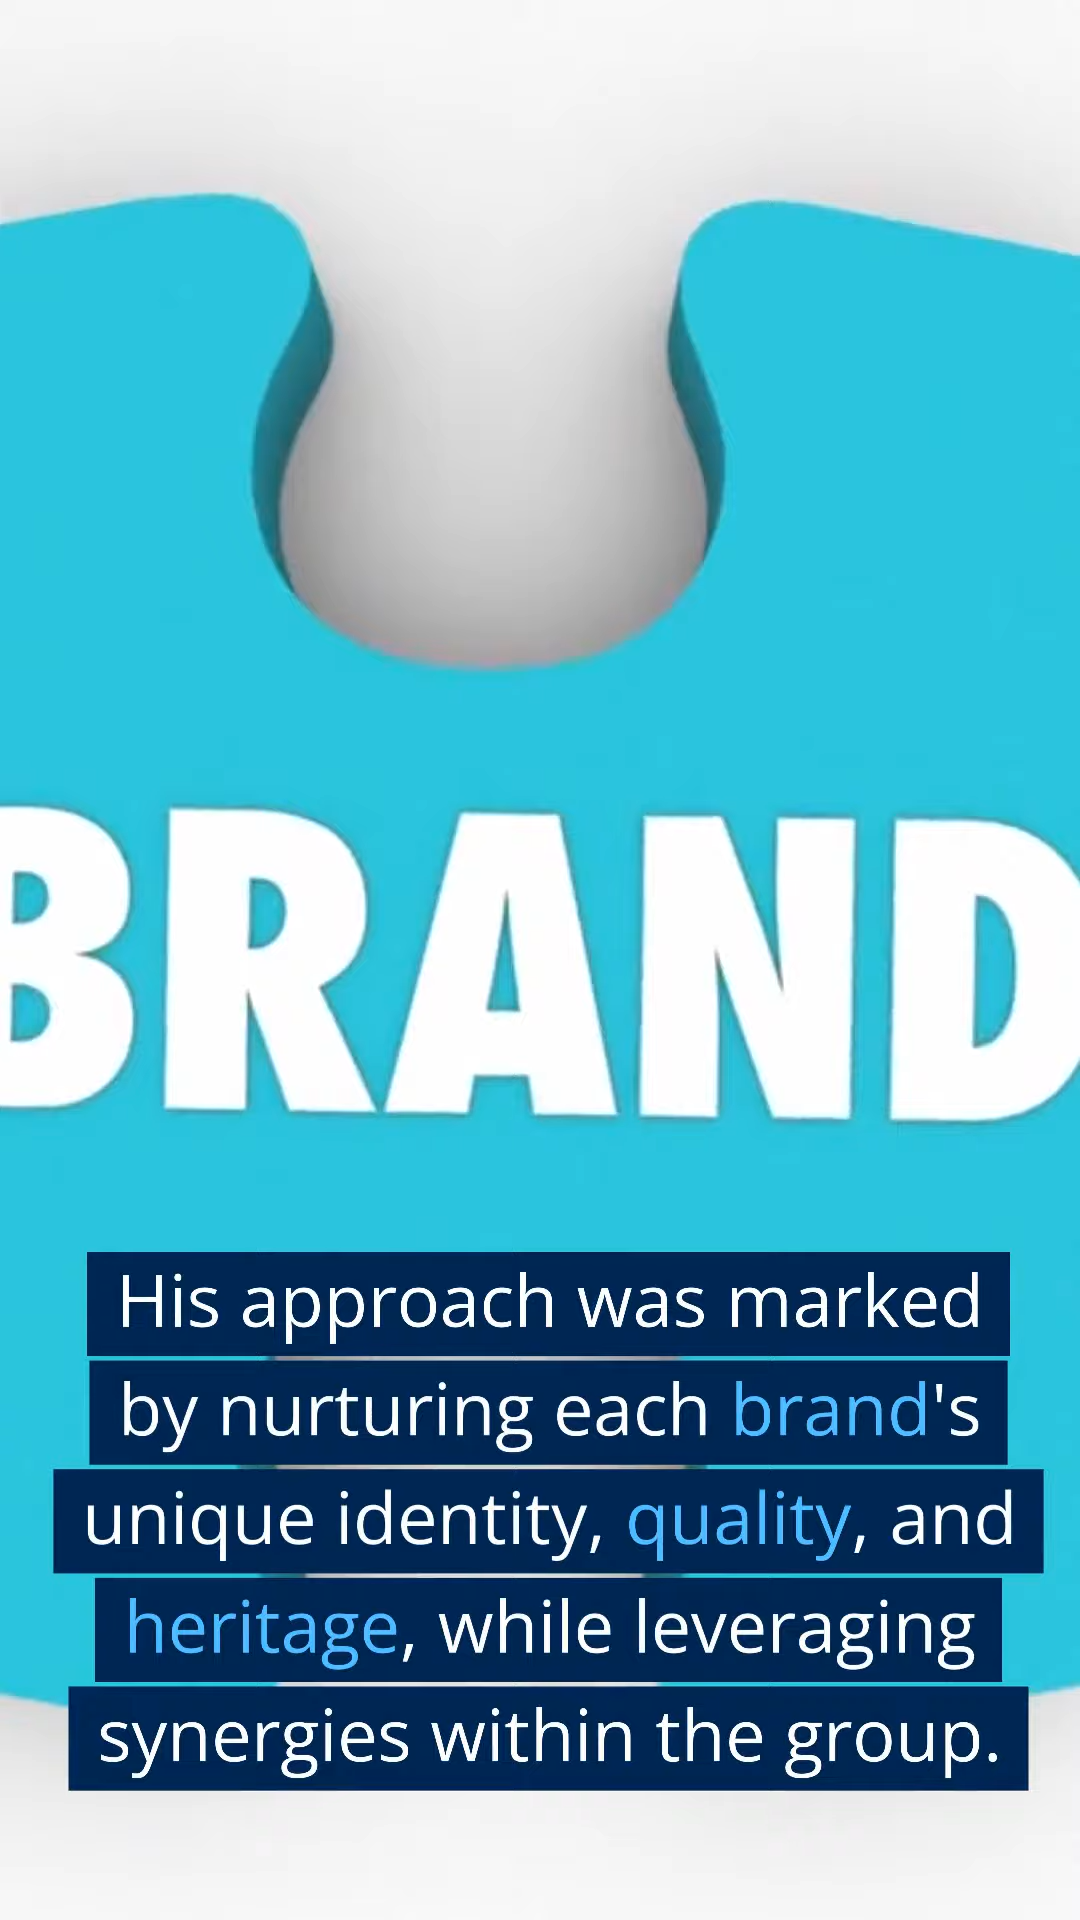 BRAND
His approach was marked
by nurturing each brand's
unique identity, quality, and
heritage, while leveraging
synergies within the group.